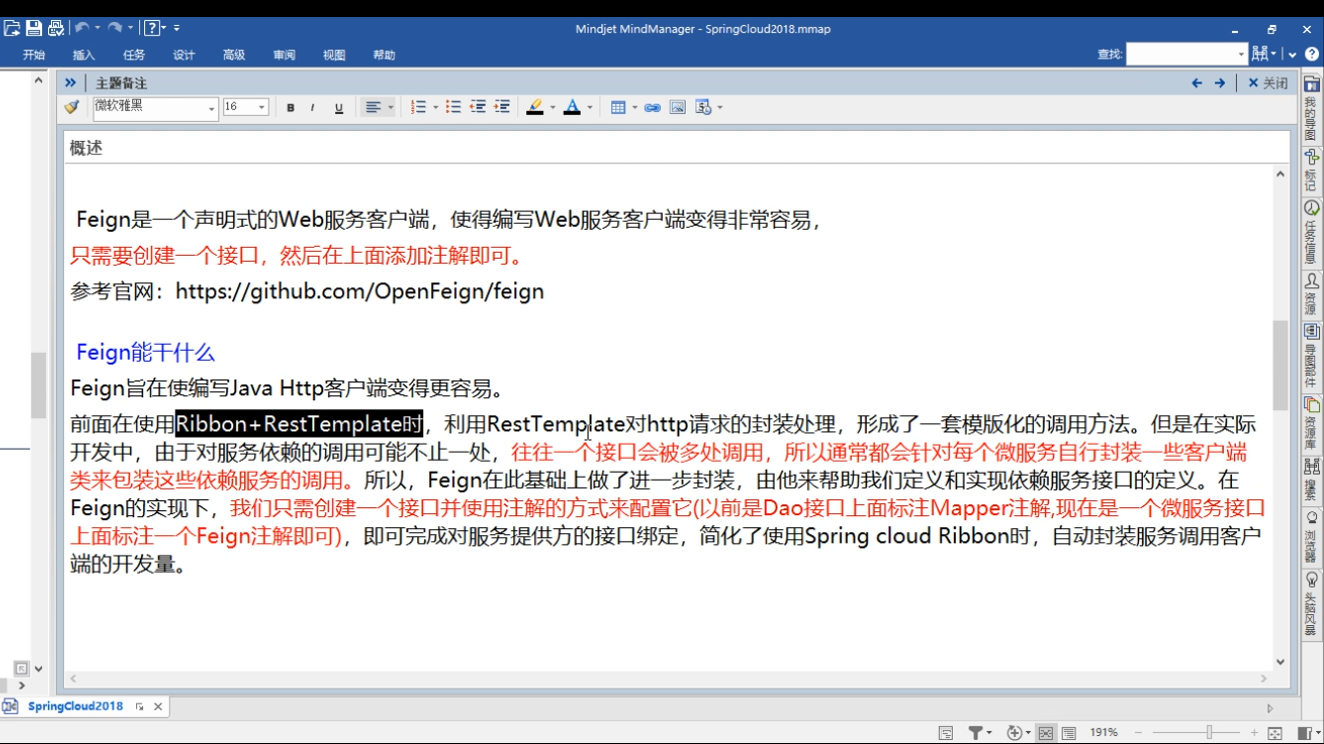 Mindjet MindManager - SpringCloud2018.mmap
开始 插入 任务 设计 高级 审阅 视图 帮助
查找:
主题备注
关闭
微软雅黑 16 B I U
概述
Feign是一个声明式的Web服务客户端，使得编写Web服务客户端变得非常容易，
只需要创建一个接口，然后在上面添加注解即可。
参考官网：https://github.com/OpenFeign/feign
Feign能干什么
Feign旨在使编写Java Http客户端变得更容易。
前面在使用Ribbon+RestTemplate时，利用RestTemplate对http请求的封装处理，形成了一套模版化的调用方法。但是在实际
开发中，由于对服务依赖的调用可能不止一处，往往一个接口会被多处调用，所以通常都会针对每个微服务自行封装一些客户端
类来包装这些依赖服务的调用。所以，Feign在此基础上做了进一步封装，由他来帮助我们定义和实现依赖服务接口的定义。在
Feign的实现下，我们只需创建一个接口并使用注解的方式来配置它(以前是Dao接口上面标注Mapper注解,现在是一个微服务接口
上面标注一个Feign注解即可)，即可完成对服务提供方的接口绑定，简化了使用Spring cloud Ribbon时，自动封装服务调用客户
端的开发量。
我的导图
标记
任务信息
资源
导图部件
资源库
搜索
浏览器
头脑风暴
SpringCloud2018
191%